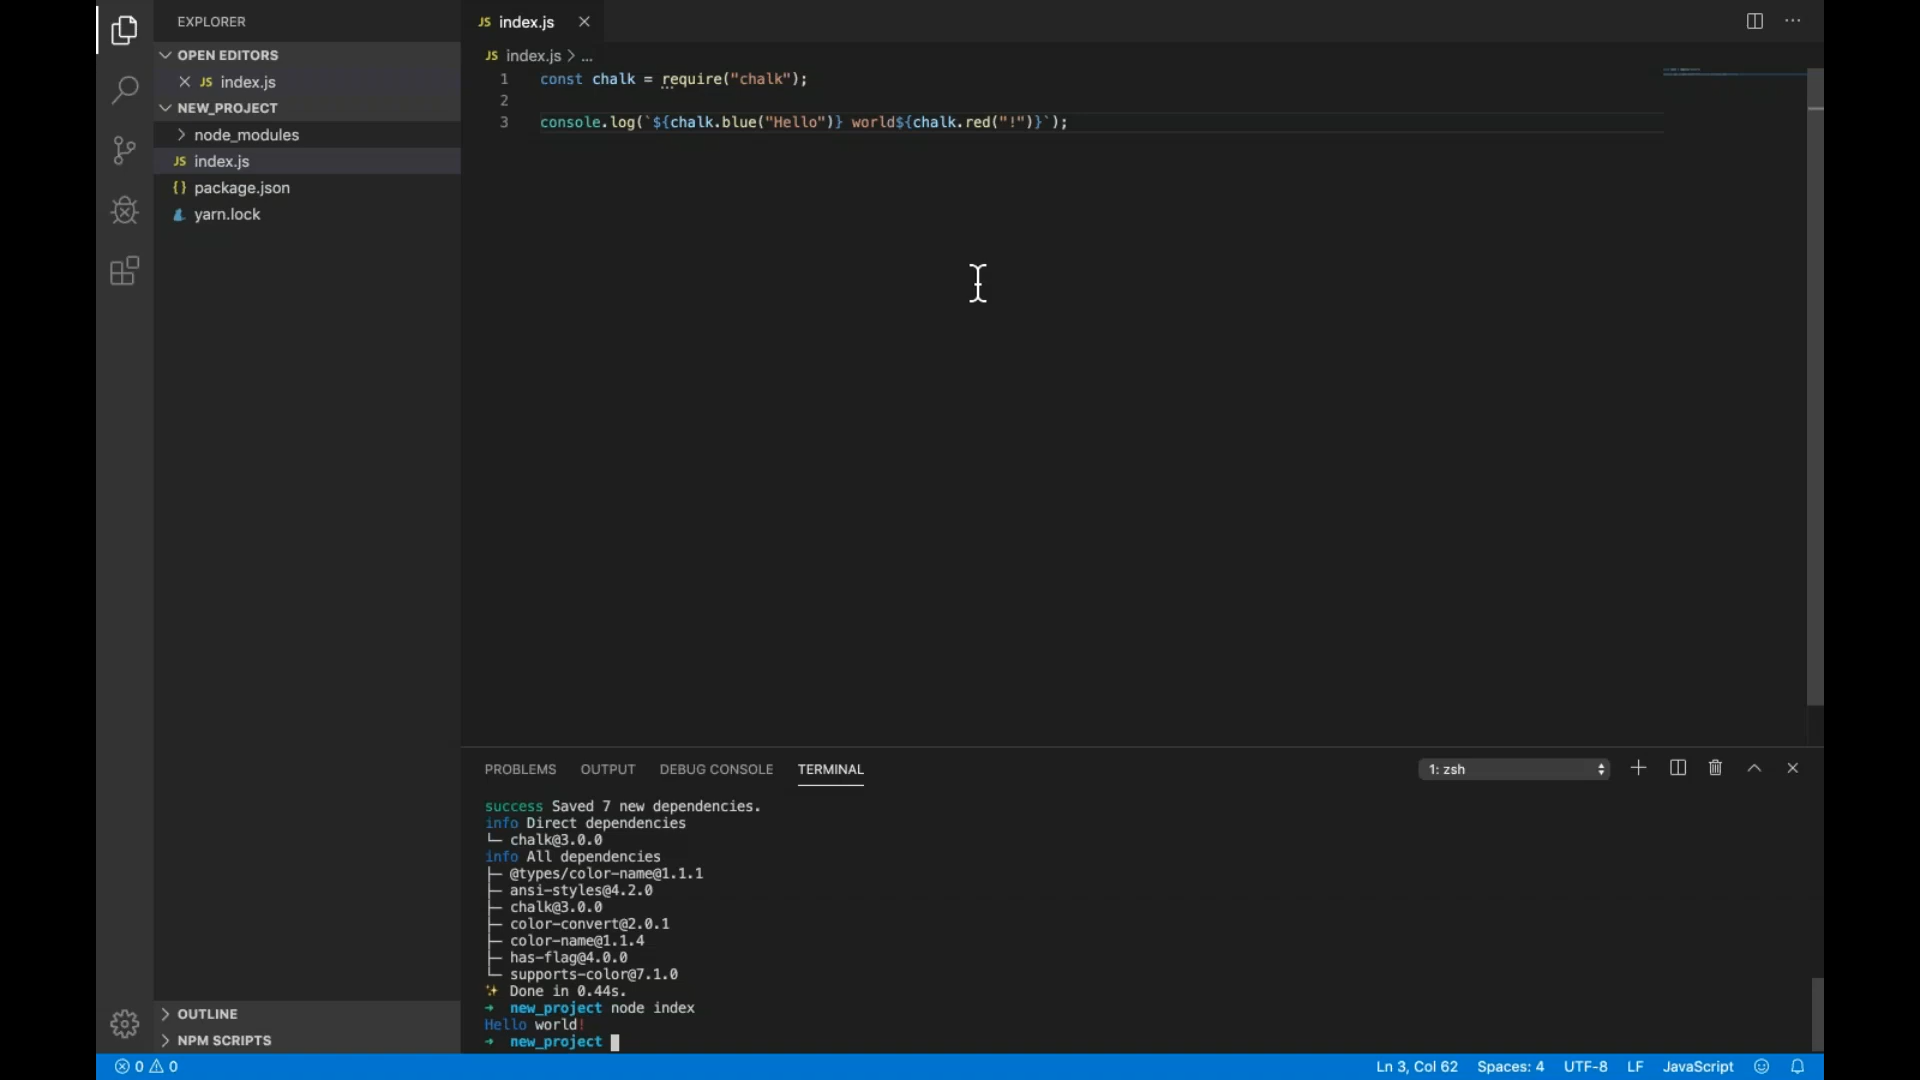 EXPLORER
OPEN EDITORS
JS index.js
NEW_PROJECT
node_modules
JS index.js
{} package.json
yarn.lock
OUTLINE
NPM SCRIPTS
JS index.js
JS index.js > ...
1 const chalk = require("chalk");
2
3 console.log(`${chalk.blue("Hello")} world${chalk.red("!")}`);
PROBLEMS OUTPUT DEBUG CONSOLE TERMINAL 1: zsh
success Saved 7 new dependencies.
info Direct dependencies
└─ chalk@3.0.0
info All dependencies
├─ @types/color-name@1.1.1
├─ ansi-styles@4.2.0
├─ chalk@3.0.0
├─ color-convert@2.0.1
├─ color-name@1.1.4
├─ has-flag@4.0.0
└─ supports-color@7.1.0
✨ Done in 0.44s.
➜ new_project node index
Hello world!
➜ new_project
0 0 Ln 3, Col 62 Spaces: 4 UTF-8 LF JavaScript